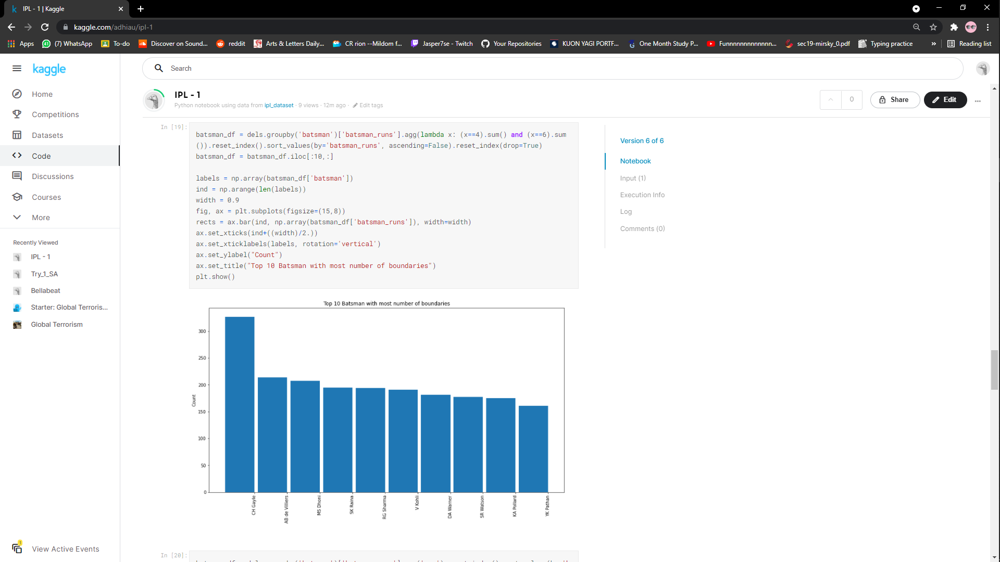 IPL - 1 | Kaggle
kaggle.com/adhiau/ipl-1
Apps
(7) WhatsApp
To-do
Discover on Sound...
reddit
Arts & Letters Daily...
CR rion --Mildom f...
Jasper7se - Twitch
Your Repositories
KUON YAGI PORTF...
One Month Study P...
Funnnnnnnnnnnnn...
sec19-mirsky_0.pdf
Typing practice
»
Reading list
kaggle
Search
Home
Competitions
Datasets
Code
Discussions
Courses
More
Recently Viewed
IPL - 1
Try_1_SA
Bellabeat
Starter: Global Terroris...
Global Terrorism
1
View Active Events
IPL - 1
Python notebook using data from ipl_dataset · 9 views · 12m ago · Edit tags
0
Share
Edit
...
In [19]:
batsman_df = dels.groupby('batsman')['batsman_runs'].agg(lambda x: (x==4).sum() and (x==6).sum
()).reset_index().sort_values(by='batsman_runs', ascending=False).reset_index(drop=True)
batsman_df = batsman_df.iloc[:10,:]
labels = np.array(batsman_df['batsman'])
ind = np.arange(len(labels))
width = 0.9
fig, ax = plt.subplots(figsize=(15,8))
rects = ax.bar(ind, np.array(batsman_df['batsman_runs']), width=width)
ax.set_xticks(ind+((width)/2.))
ax.set_xticklabels(labels, rotation='vertical')
ax.set_ylabel("Count")
ax.set_title("Top 10 Batsman with most number of boundaries")
plt.show()
Top 10 Batsman with most number of boundaries
300
250
200
150
100
50
0
Count
CH Gayle
AB de Villiers
MS Dhoni
SK Raina
RG Sharma
V Kohli
DA Warner
SR Watson
KA Pollard
YK Pathan
In [20]:
Version 6 of 6
Notebook
Input (1)
Execution Info
Log
Comments (0)